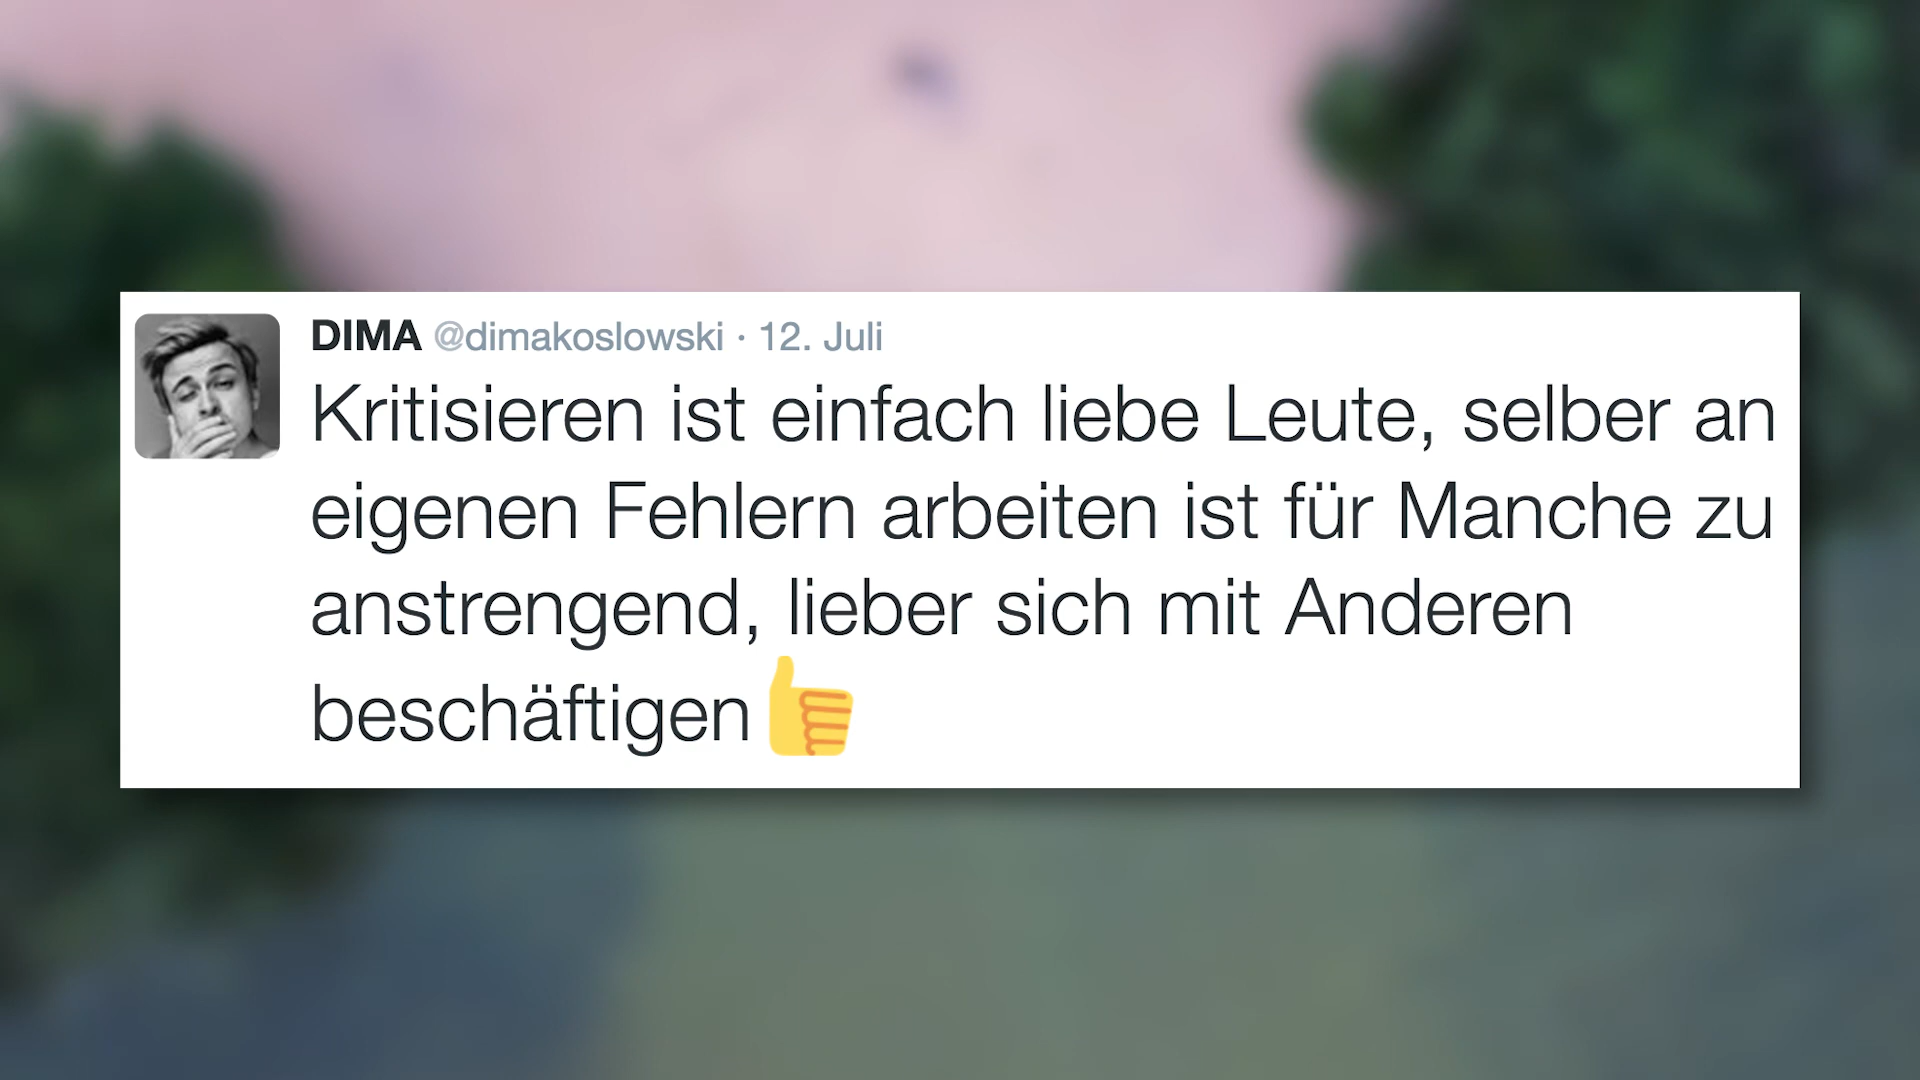 DIMA @dimakoslowski · 12. Juli
Kritisieren ist einfach liebe Leute, selber an
eigenen Fehlern arbeiten ist für Manche zu
anstrengend, lieber sich mit Anderen
beschäftigen👍